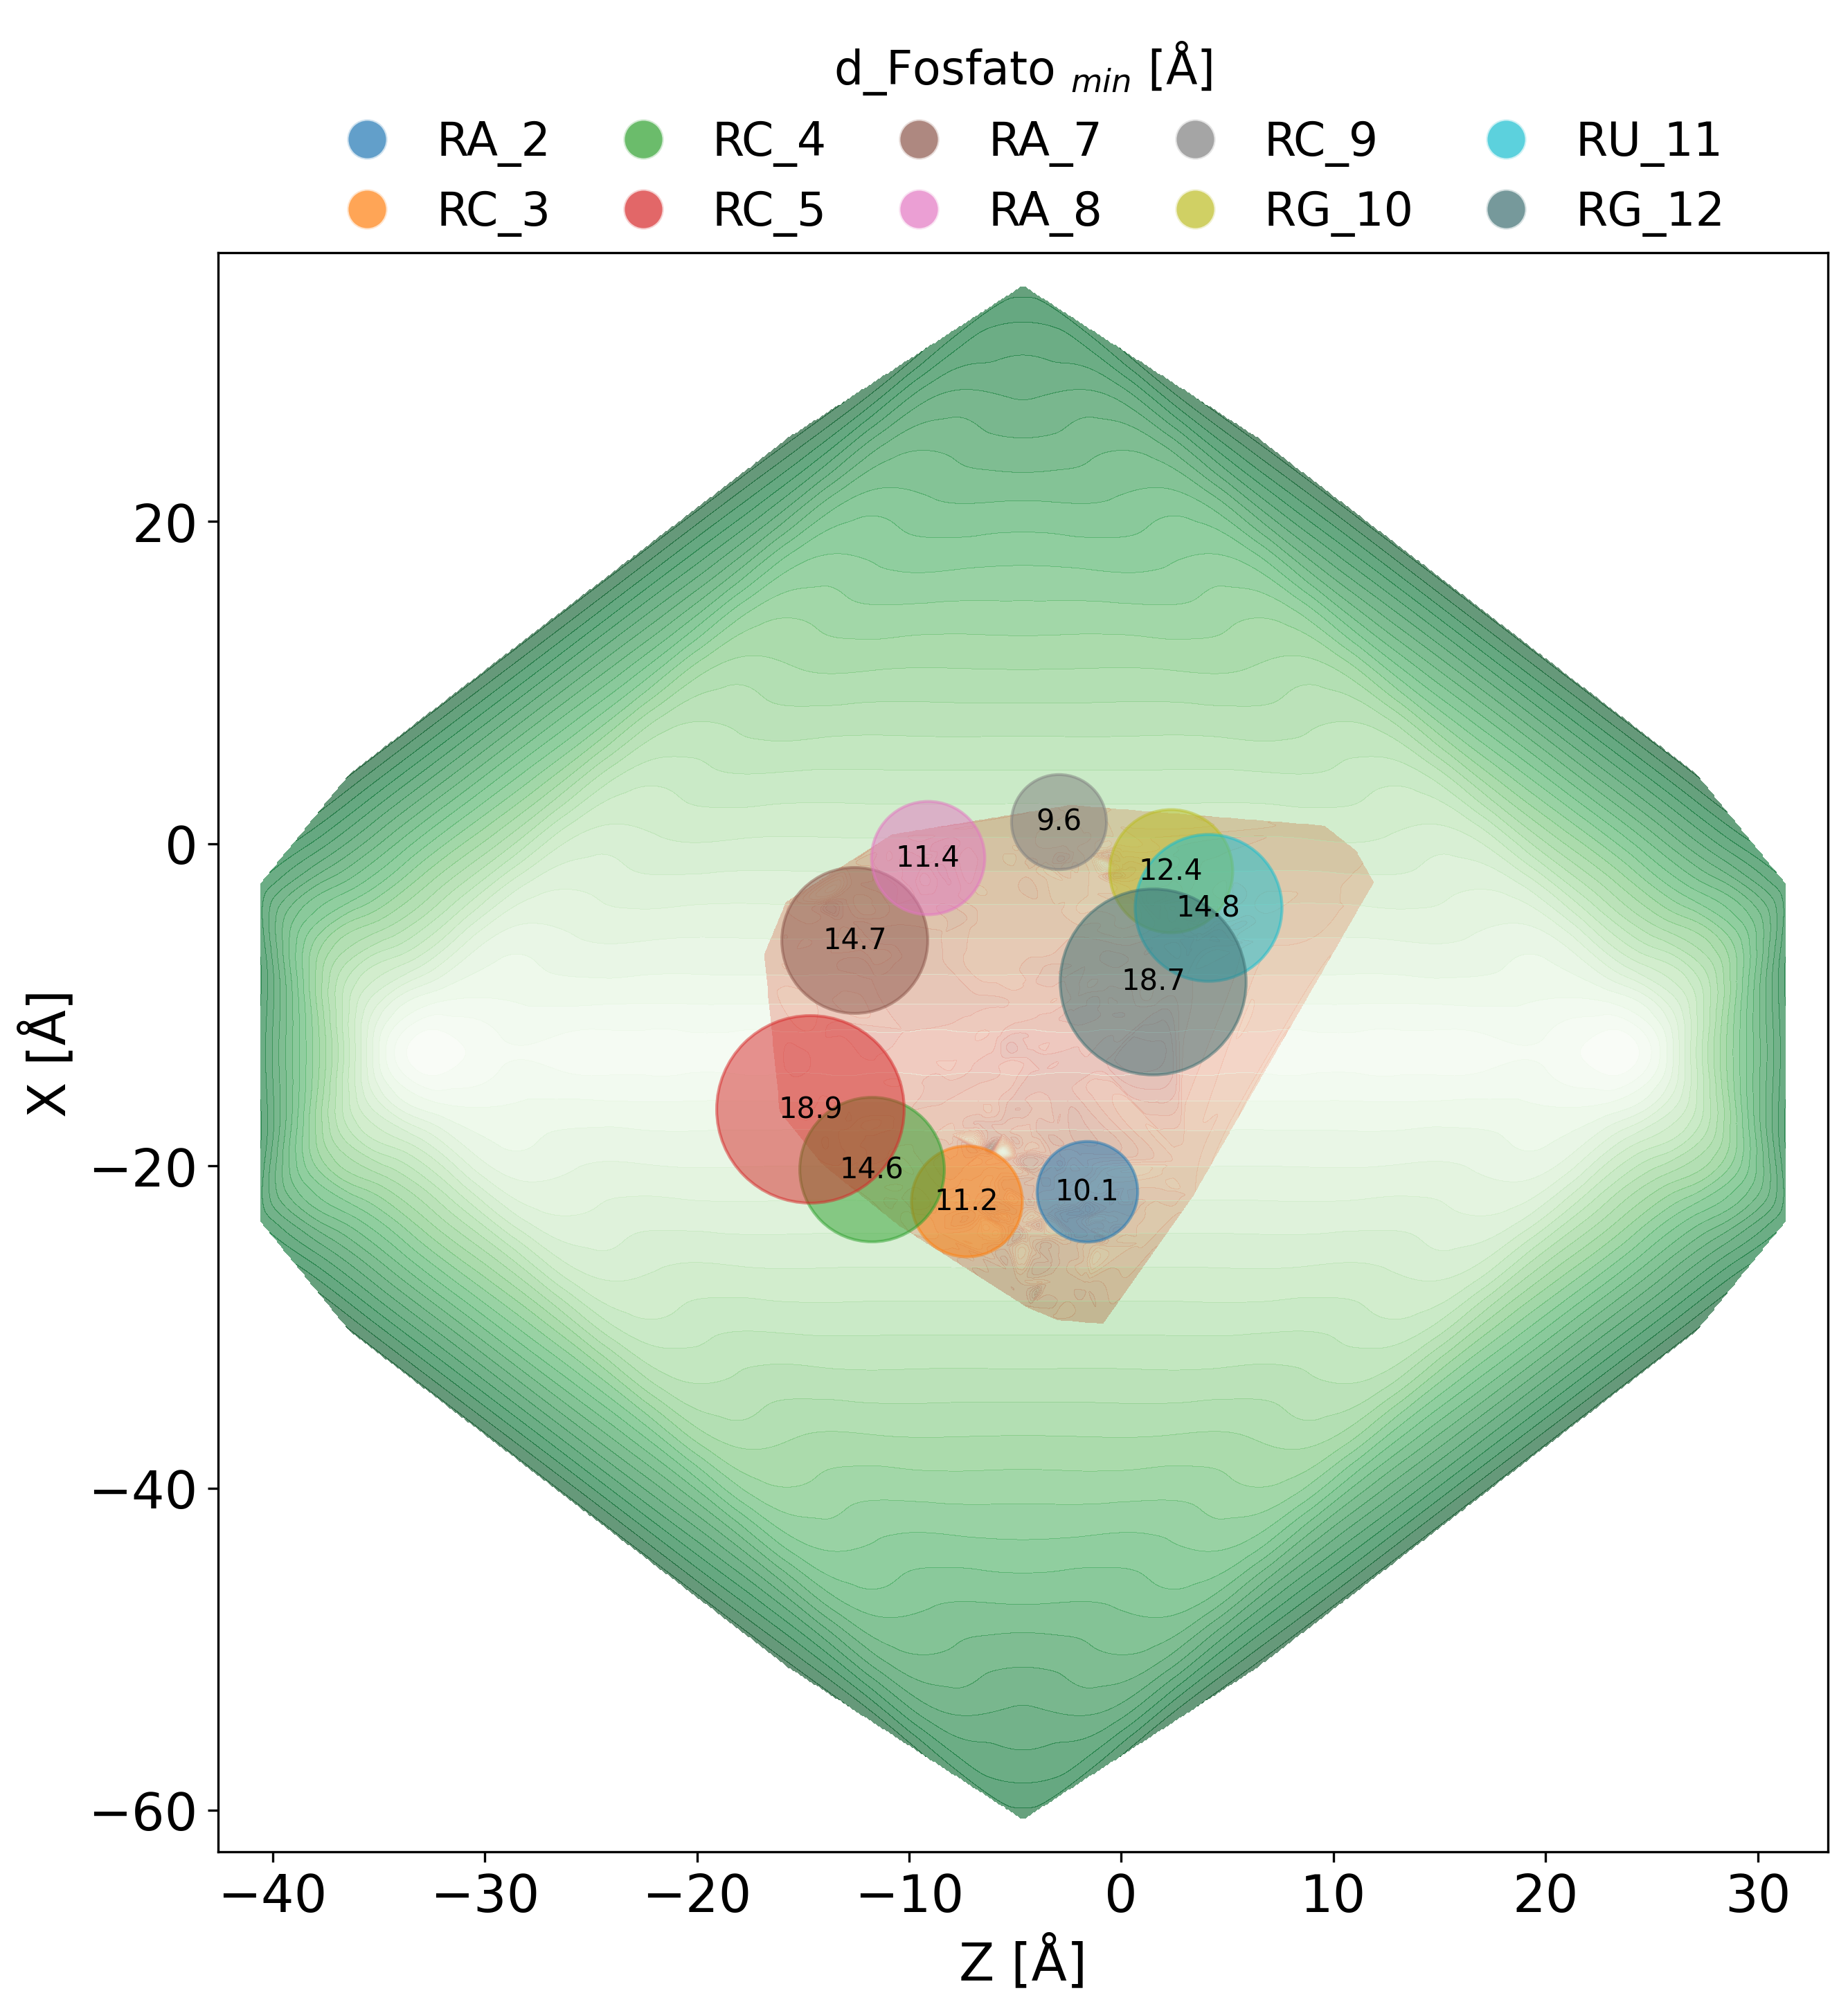 d_Fosfato min [Å]
RA_2 RC_4 RA_7 RC_9 RU_11
RC_3 RC_5 RA_8 RG_10 RG_12
20
0
−20
−40
−60
X [Å]
9.6
11.4
12.4
14.8
14.7
18.7
18.9
14.6
10.1
11.2
−40 −30 −20 −10 0 10 20 30
Z [Å]